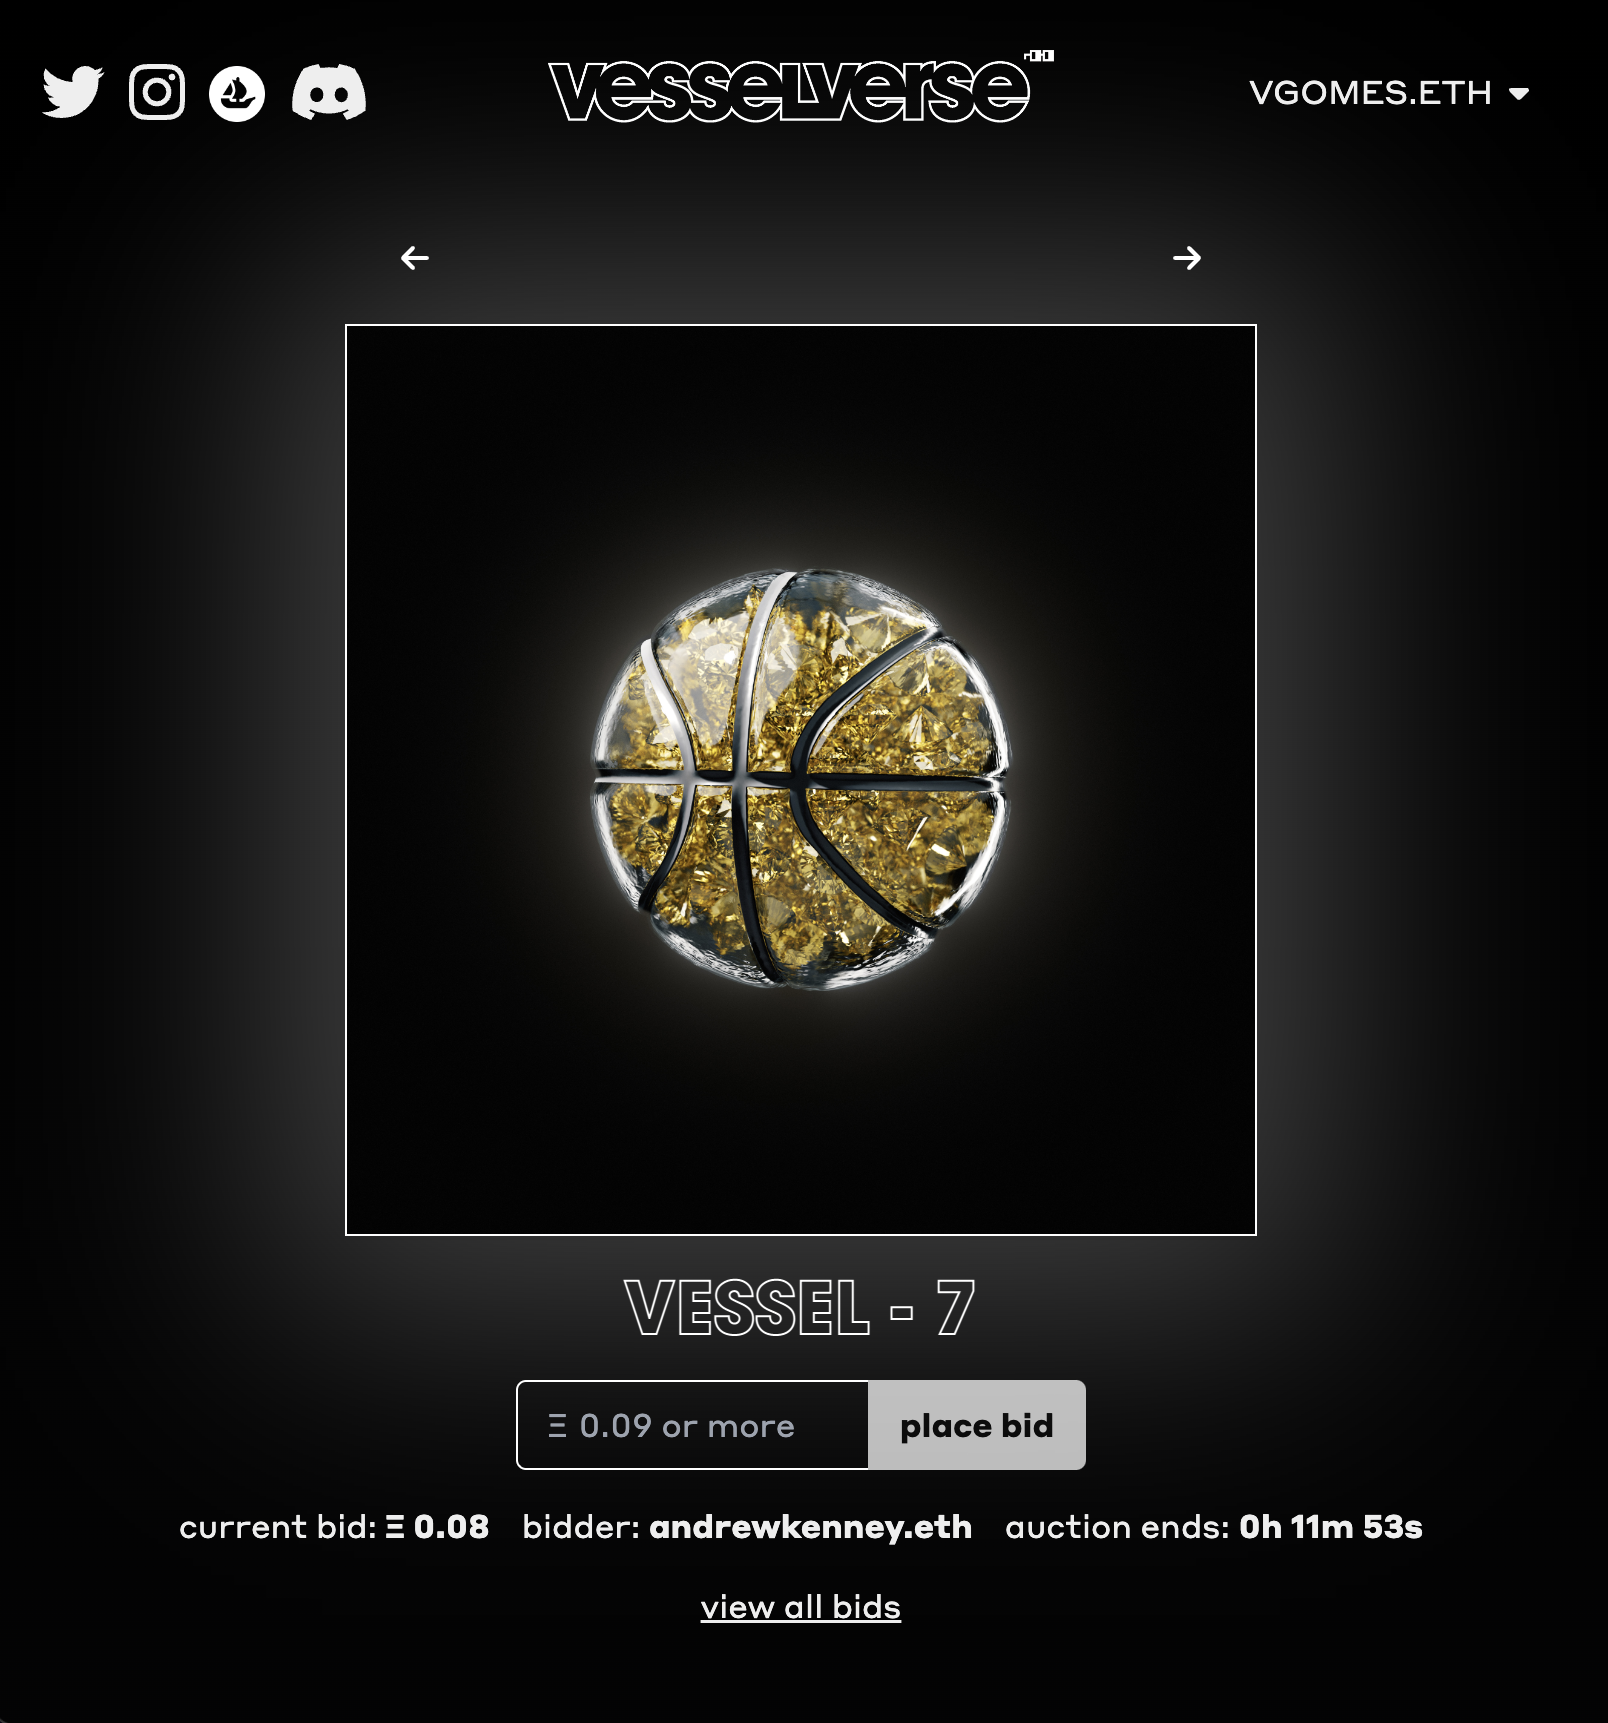 vesselverse
VGOMES.ETH
VESSEL - 7
Ξ 0.09 or more
place bid
current bid: Ξ 0.08 bidder: andrewkenney.eth auction ends: 0h 11m 53s
view all bids